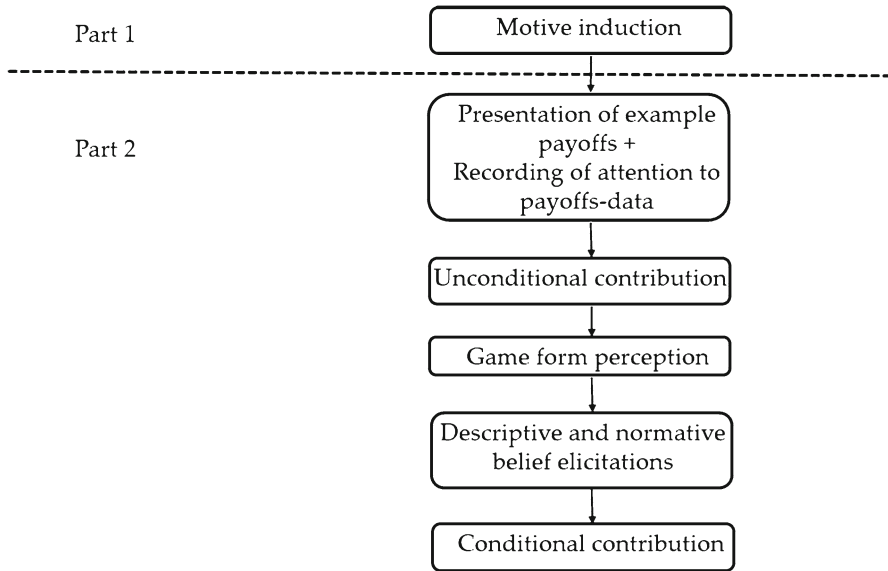 Part 1
Motive induction
Part 2
Presentation of example
payoffs +
Recording of attention to
payoffs-data
Unconditional contribution
Game form perception
Descriptive and normative
belief elicitations
Conditional contribution